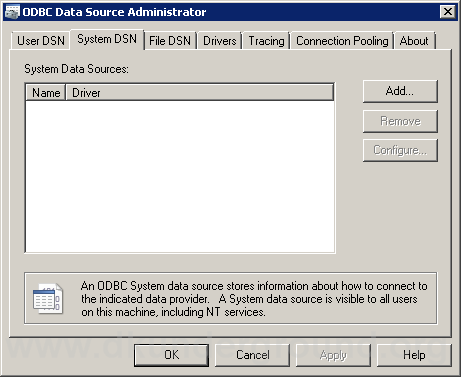 ODBC Data Source Administrator
User DSN System DSN File DSN Drivers Tracing Connection Pooling About
System Data Sources:
Name Driver
Add...
Remove
Configure...
An ODBC System data source stores information about how to connect to
the indicated data provider. A System data source is visible to all users
on this machine, including NT services.
OK Cancel Apply Help